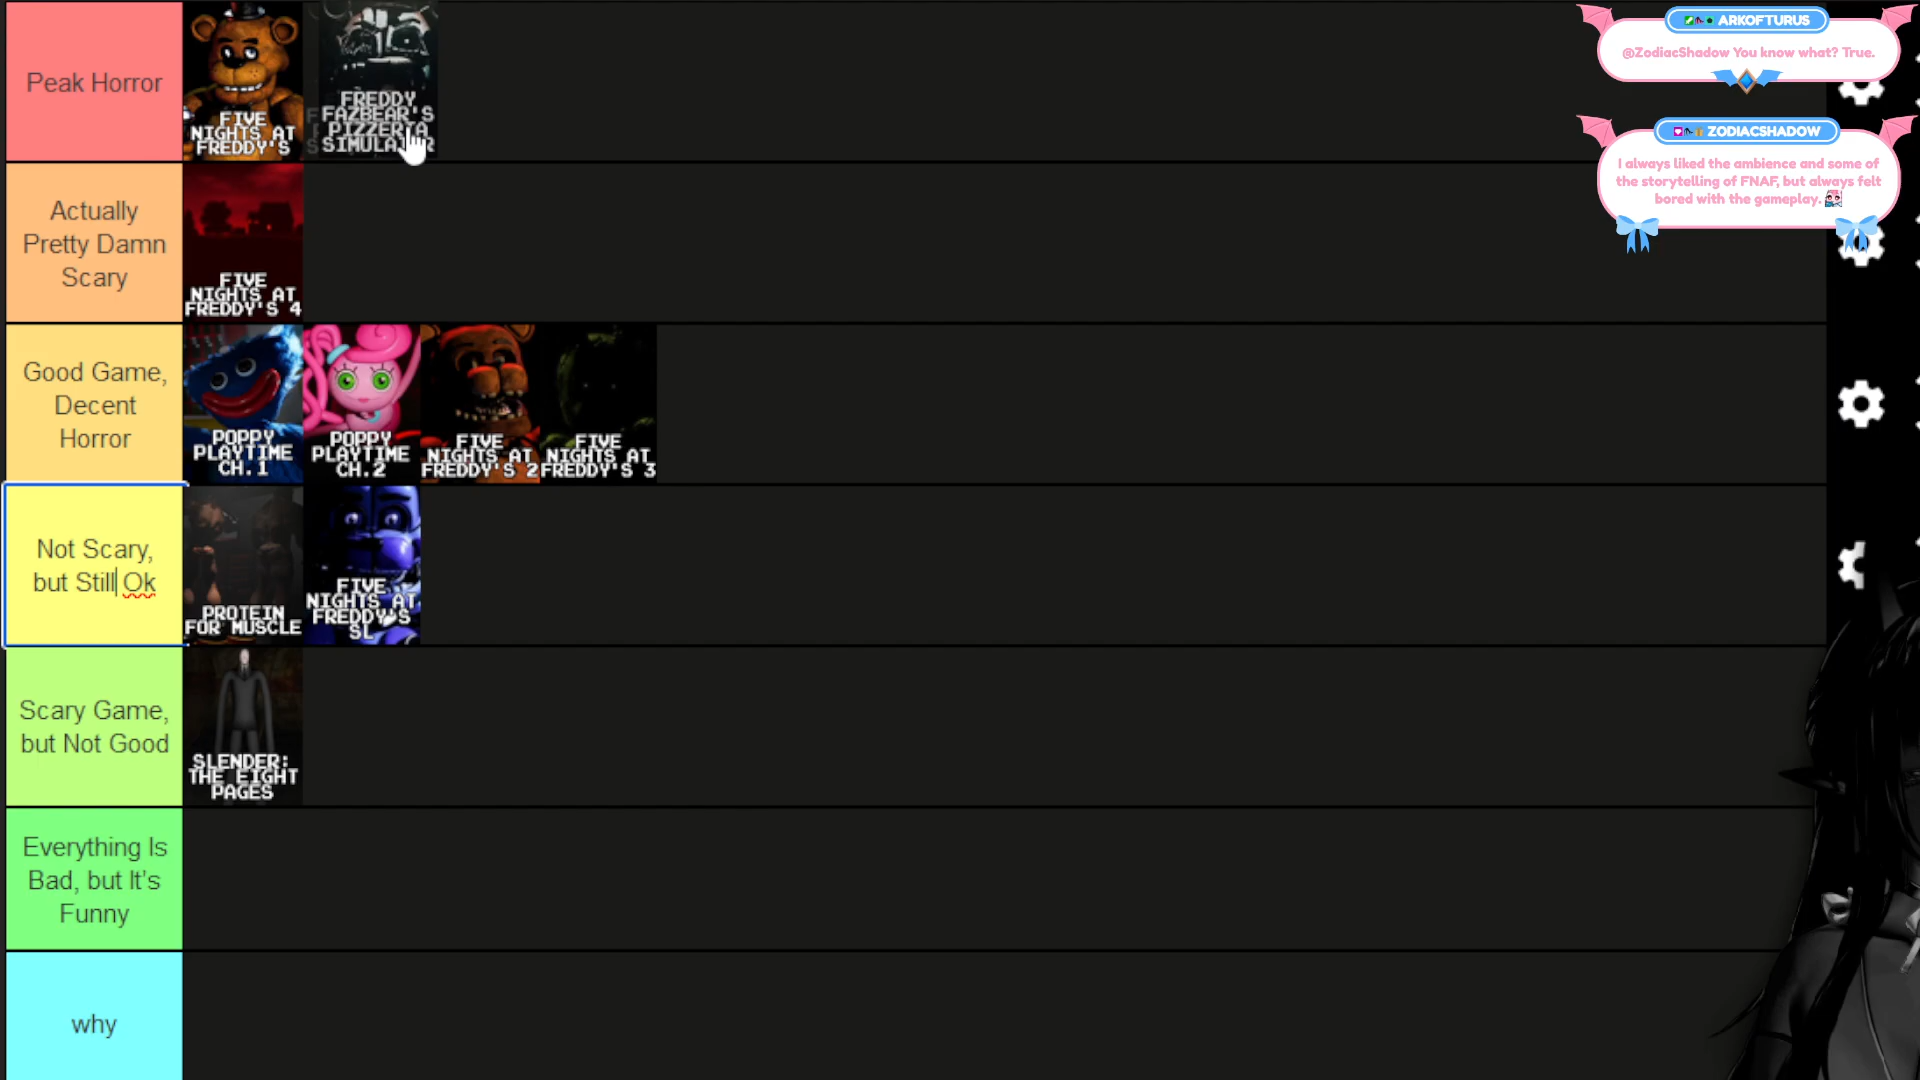 Peak Horror
FIVE
NIGHTS AT
FREDDY'S
FREDDY
FAZBEAR'S
PIZZERIA
SIMULATOR
Actually
Pretty Damn
Scary
FIVE
NIGHTS AT
FREDDY'S 4
Good Game,
Decent
Horror
POPPY
PLAYTIME
CH.1
POPPY
PLAYTIME
CH.2
FIVE
NIGHTS AT
FREDDY'S 2
FIVE
NIGHTS AT
FREDDY'S 3
Not Scary,
but Still Ok
PROTEIN
FOR MUSCLE
FIVE
NIGHTS AT
FREDDY'S
SL
Scary Game,
but Not Good
SLENDER:
THE EIGHT
PAGES
Everything Is
Bad, but It's
Funny
why
ARKOFTURUS
@ZodiacShadow You know what? True.
ZODIACSHADOW
I always liked the ambience and some of
the storytelling of FNAF, but always felt
bored with the gameplay.